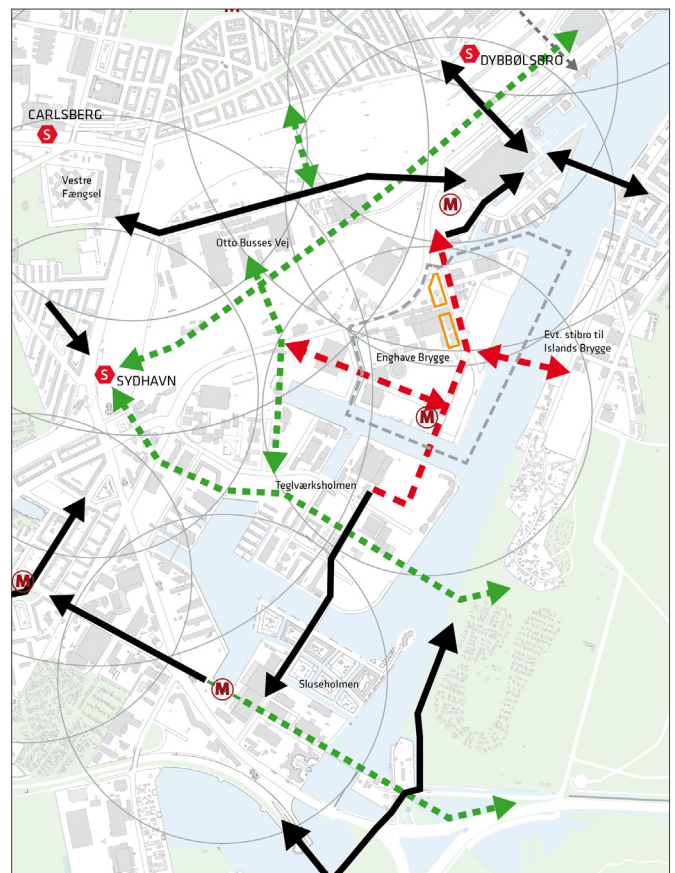 M
S
DYBBØLSBRO
CARLSBERG
S
Vestre
Fængsel
M
Otto Busses Vej
Evt. stibro til
Islands Brygge
Enghave Brygge
S
SYDHAVN
M
Teglværksholmen
M
Sluseholmen
M